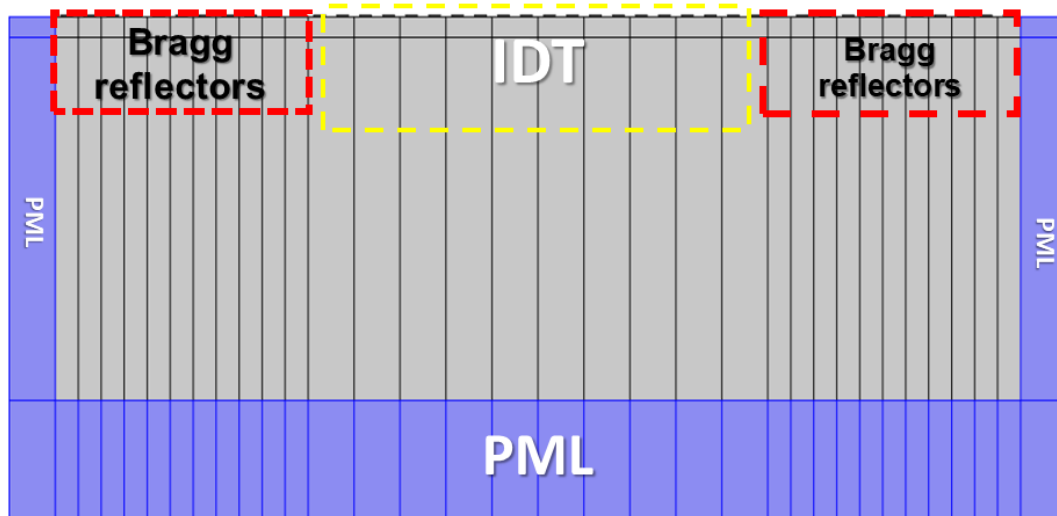 Bragg
reflectors
IDT
Bragg
reflectors
PML
PML
PML